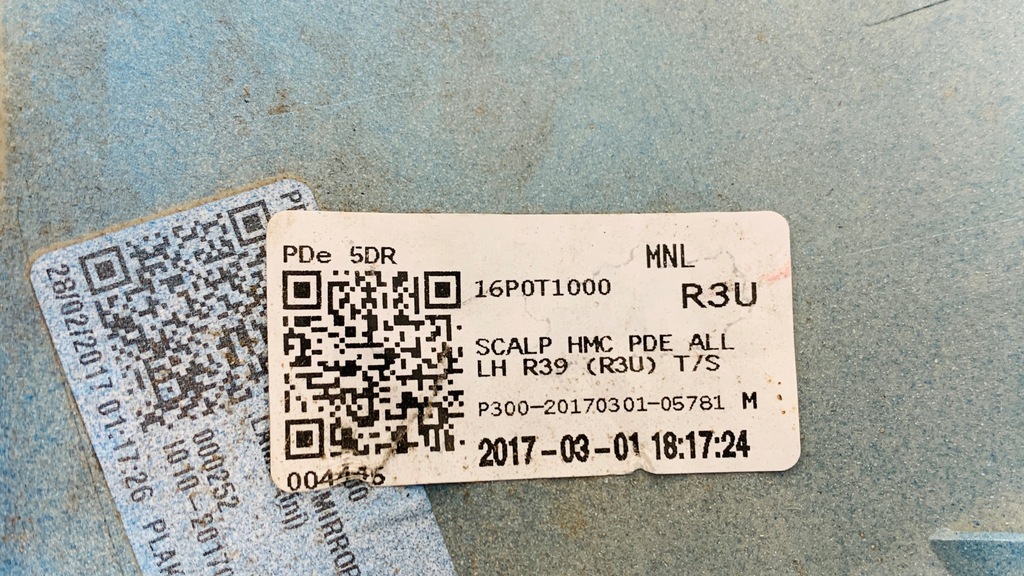 PDe 5DR
MNL
16P0T1000
R3U
SCALP HMC PDE ALL
LH R39 (R3U) T/S
P300-20170301-05781 M
2017-03-01 18:17:24
28/02/2017 01:17:26
000252